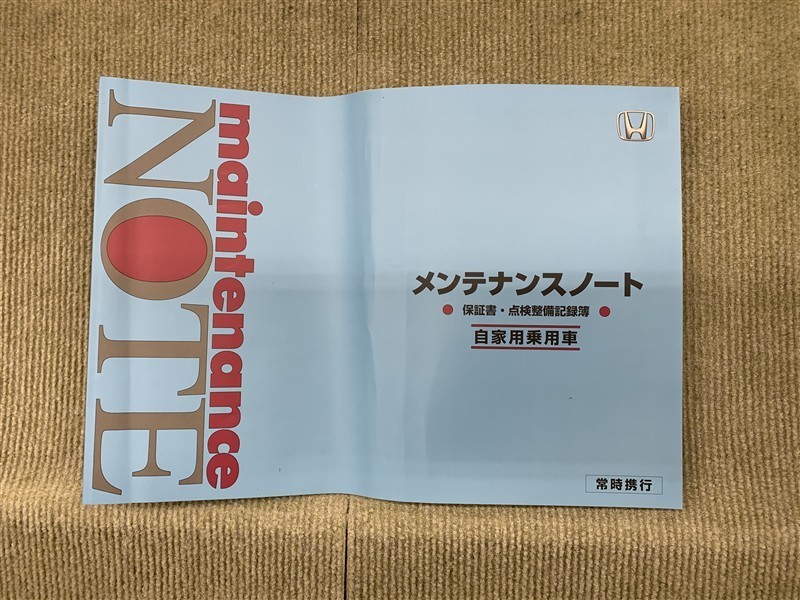 maintenance
NOTE
メンテナンスノート
● 保証書・点検整備記録簿 ●
自家用乗用車
常時携行